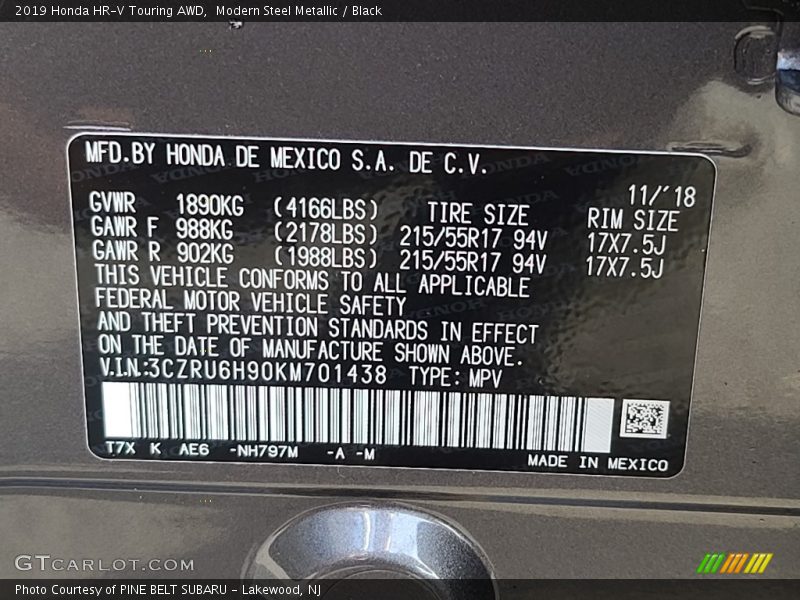 2019 Honda HR-V Touring AWD, Modern Steel Metallic / Black
MFD.BY HONDA DE MEXICO S.A. DE C.V.
11/'18
GVWR 1890KG (4166LBS) TIRE SIZE RIM SIZE
GAWR F 988KG (2178LBS) 215/55R17 94V 17X7.5J
GAWR R 902KG (1988LBS) 215/55R17 94V 17X7.5J
THIS VEHICLE CONFORMS TO ALL APPLICABLE
FEDERAL MOTOR VEHICLE SAFETY
AND THEFT PREVENTION STANDARDS IN EFFECT
ON THE DATE OF MANUFACTURE SHOWN ABOVE.
V.I.N.:3CZRU6H90KM701438 TYPE: MPV
T7X K AE6 -NH797M -A -M
MADE IN MEXICO
GTCARLOT.COM
Photo Courtesy of PINE BELT SUBARU - Lakewood, NJ